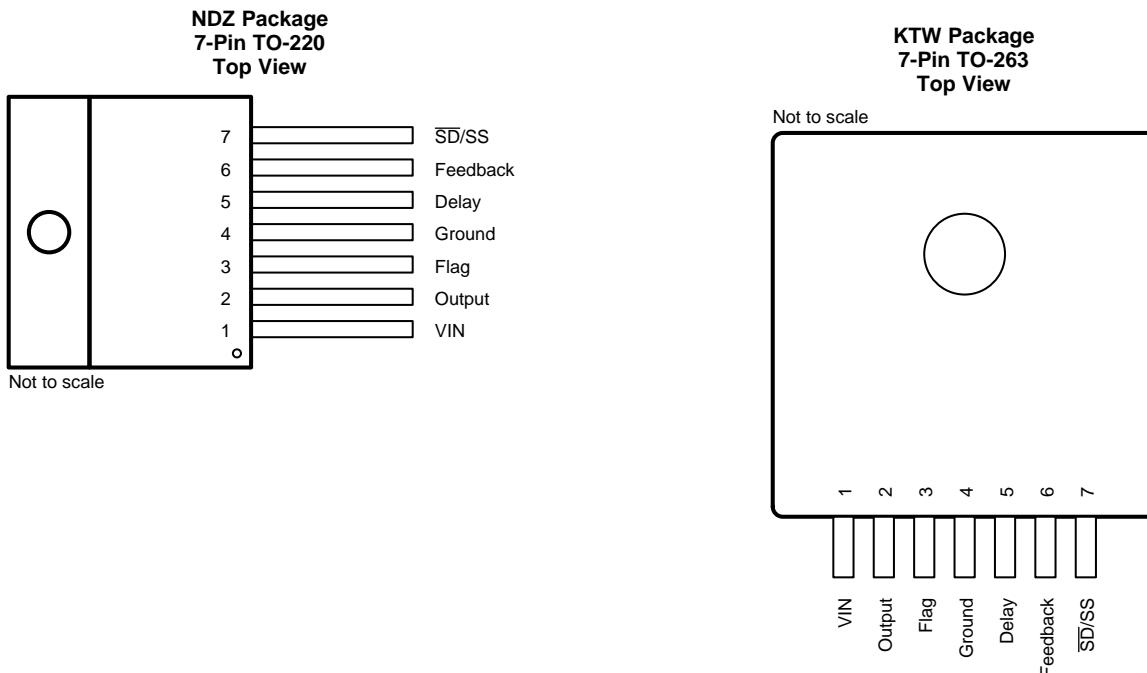 NDZ Package
7-Pin TO-220
Top View
7 S̅D̅/SS
6 Feedback
5 Delay
4 Ground
3 Flag
2 Output
1 VIN
Not to scale
KTW Package
7-Pin TO-263
Top View
Not to scale
1 2 3 4 5 6 7
VIN
Output
Flag
Ground
Delay
Feedback
S̅D̅/SS